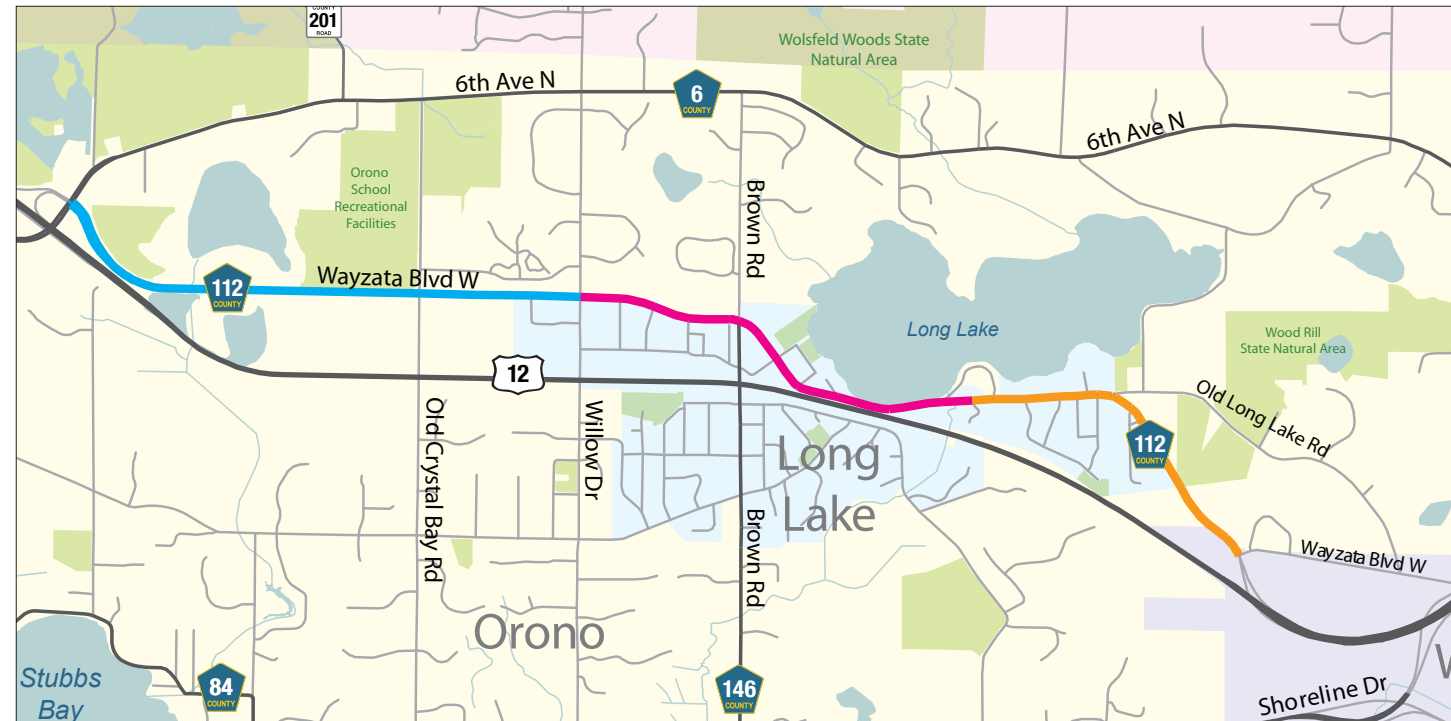 COUNTY
201
ROAD
Wolsfeld Woods State
Natural Area
6th Ave N
6
COUNTY
6th Ave N
Orono
School
Recreational
Facilities
Brown Rd
112
COUNTY
Wayzata Blvd W
Long Lake
Wood Rill
State Natural Area
12
Old Crystal Bay Rd
Willow Dr
Old Long Lake Rd
112
COUNTY
Long
Lake
Brown Rd
Wayzata Blvd W
Orono
Stubbs
Bay
84
COUNTY
146
COUNTY
Shoreline Dr